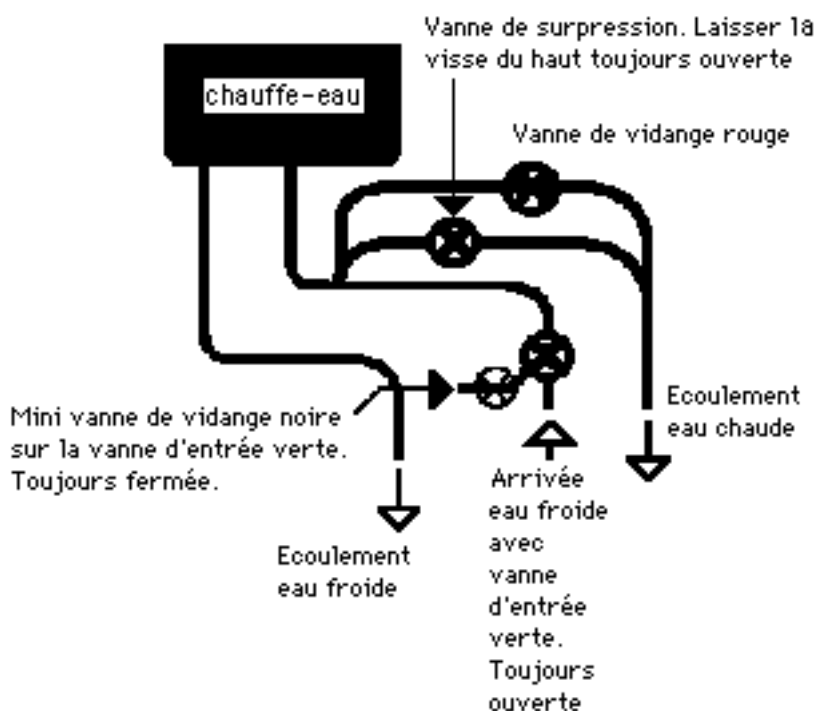 Vanne de surpression. Laisser la
visse du haut toujours ouverte
chauffe-eau
Vanne de vidange rouge
Mini vanne de vidange noire
sur la vanne d'entrée verte.
Toujours fermée.
Ecoulement
eau chaude
Ecoulement
eau froide
Arrivée
eau froide
avec
vanne
d'entrée
verte.
Toujours
ouverte